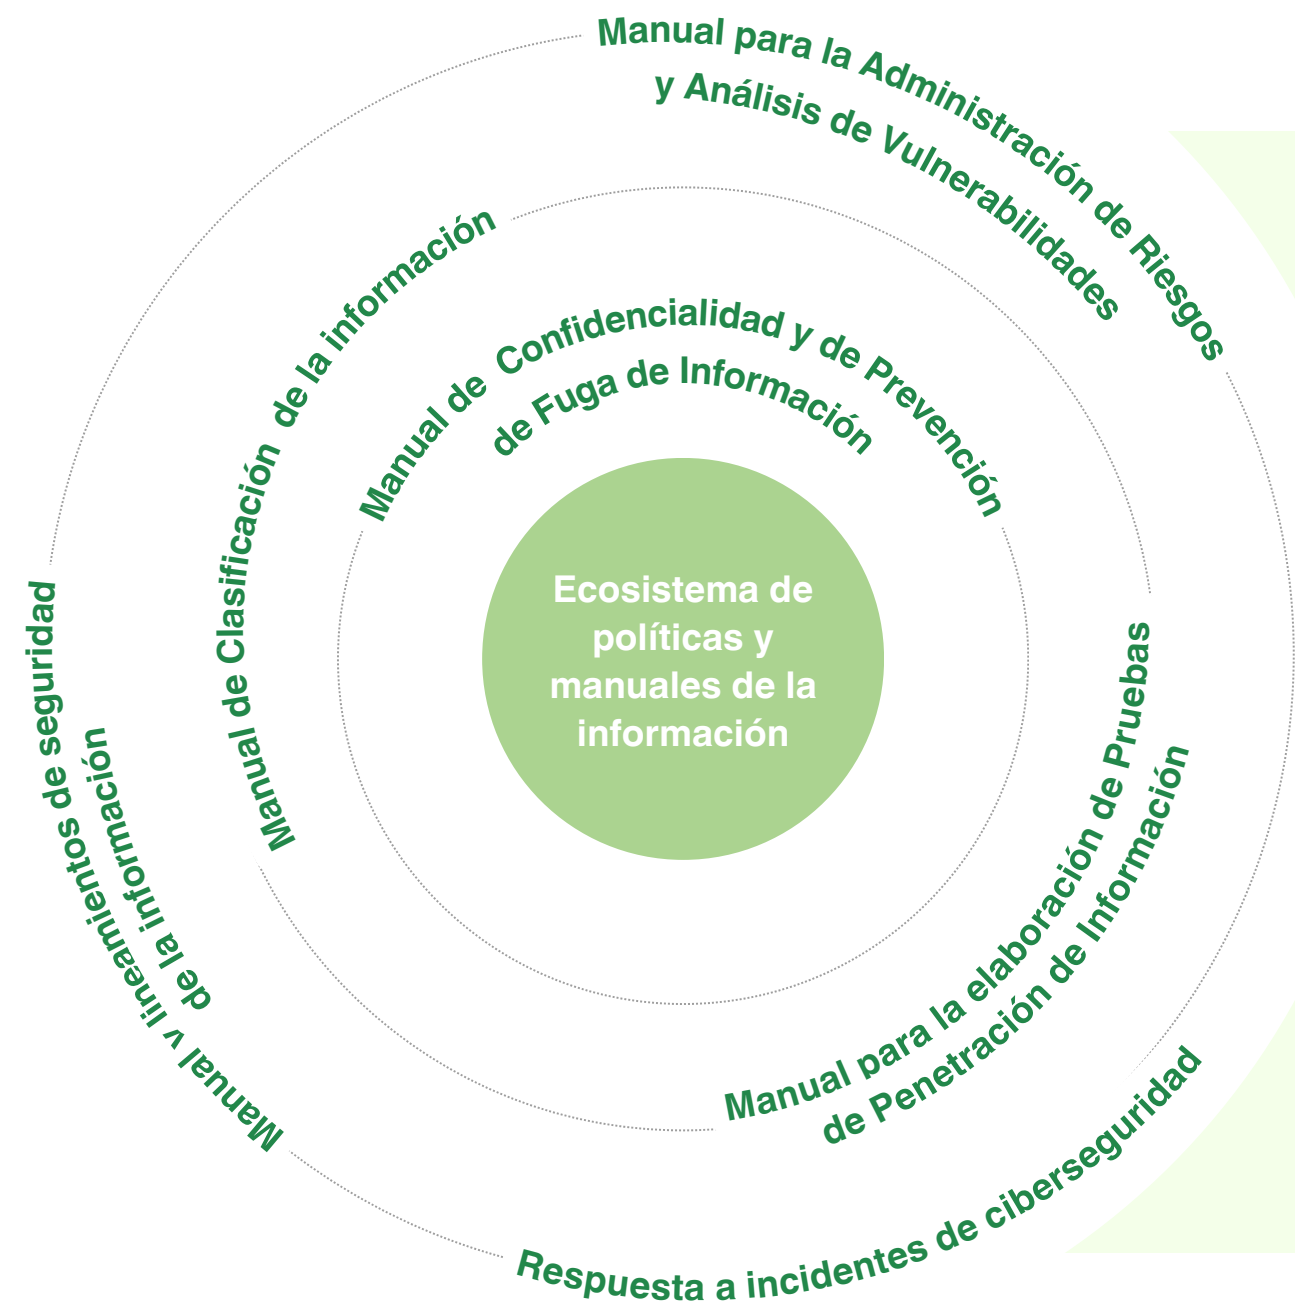 Manual para la Administración de Riesgos
y Análisis de Vulnerabilidades
Manual de Clasificación de la información
Manual de Confidencialidad y de Prevención
de Fuga de Información
Ecosistema de
políticas y
manuales de la
información
Manual y lineamientos de seguridad
de la información
Manual para la elaboración de Pruebas
de Penetración de Información
Respuesta a incidentes de ciberseguridad